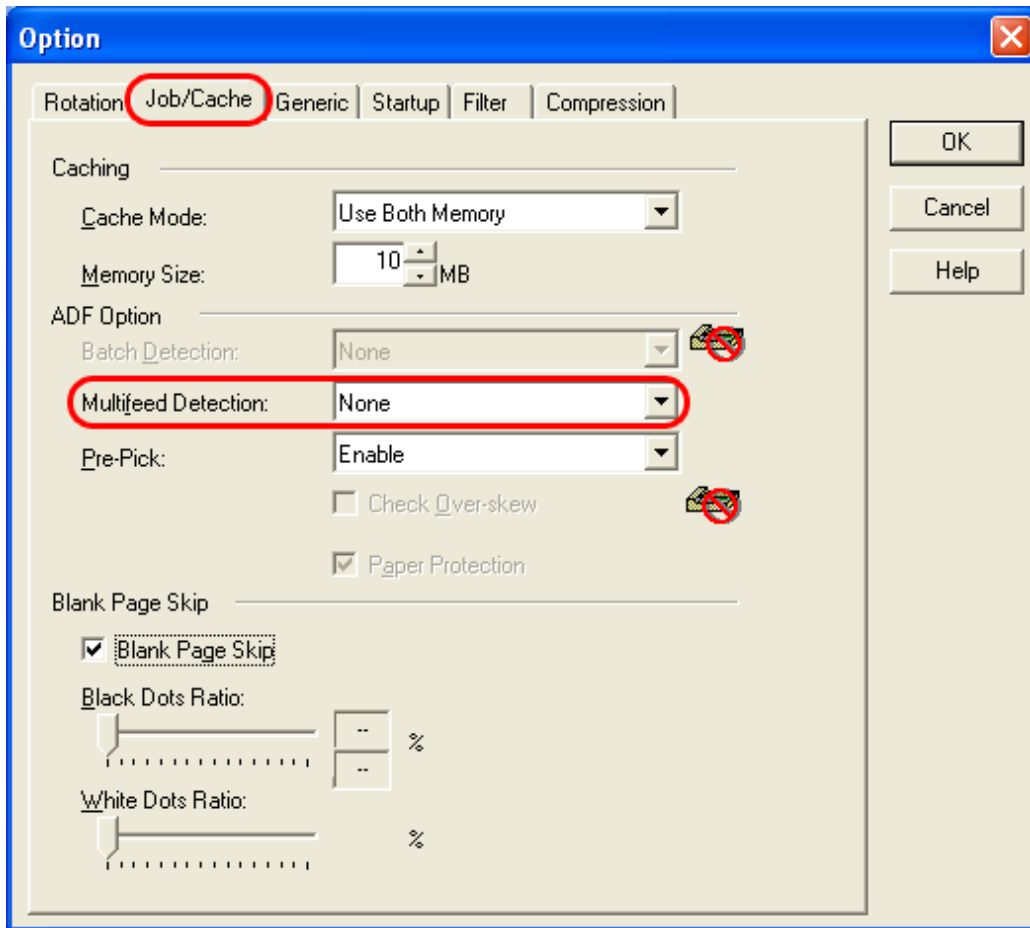 Option
Rotation Job/Cache Generic Startup Filter Compression
OK
Cancel
Help
Caching
Cache Mode: Use Both Memory
Memory Size: 10 MB
ADF Option
Batch Detection: None
Multifeed Detection: None
Pre-Pick: Enable
Check Over-skew
Paper Protection
Blank Page Skip
Blank Page Skip
Black Dots Ratio:
-- %
--
White Dots Ratio:
%